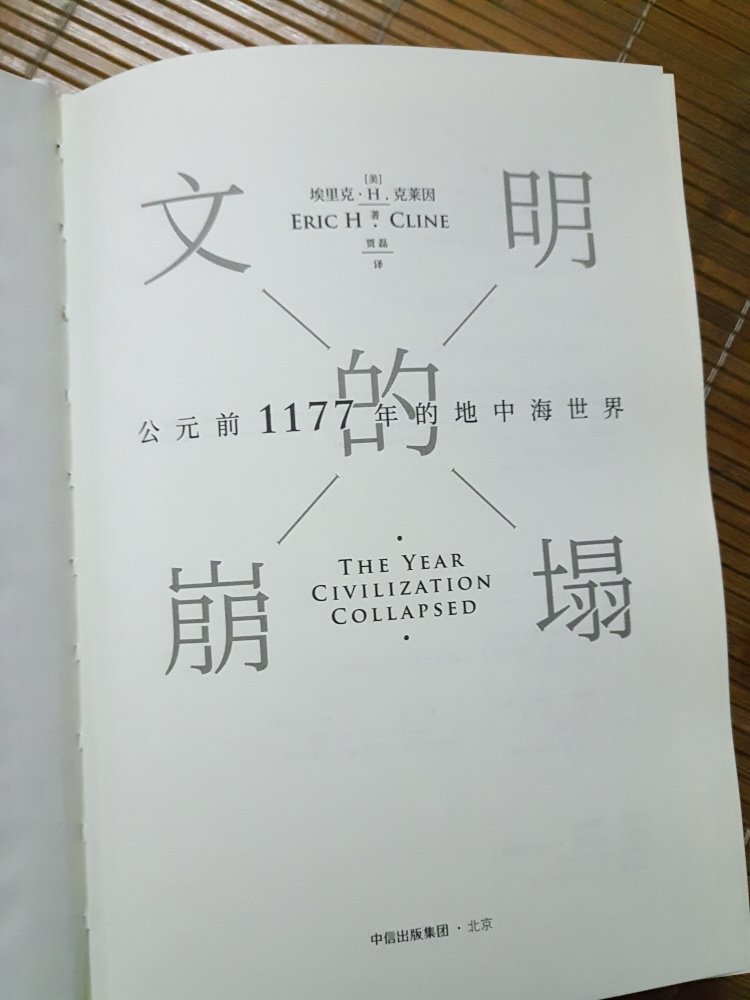 [美]
埃里克·H.克莱因
著
ERIC H. CLINE
贾磊
译
文明
的
公元前1177年的地中海世界
崩塌
THE YEAR
CIVILIZATION
COLLAPSED
中信出版集团·北京